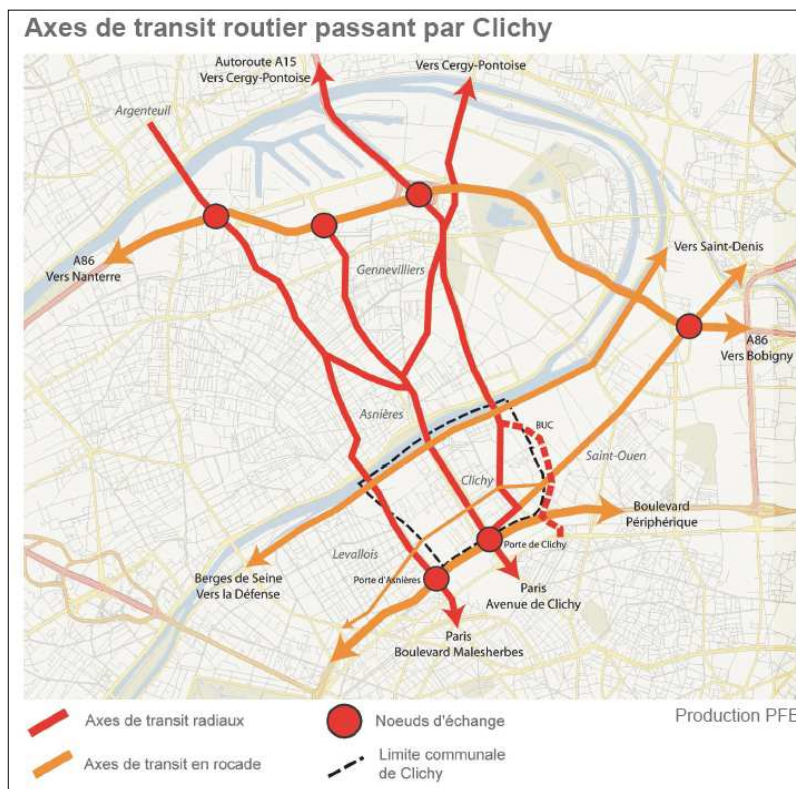 Axes de transit routier passant par Clichy
Autoroute A15
Vers Cergy-Pontoise
Vers Cergy-Pontoise
Argenteuil
Vers Saint-Denis
A86
Vers Nanterre
Gennevilliers
A86
Vers Bobigny
Asnières
BUC
Saint-Ouen
Clichy
Boulevard
Périphérique
Levallois
Porte de Clichy
Berges de Seine
Vers la Défense
Porte d'Asnières
Paris
Avenue de Clichy
Paris
Boulevard Malesherbes
Axes de transit radiaux
Noeuds d'échange
Production PFE
Axes de transit en rocade
Limite communale
de Clichy